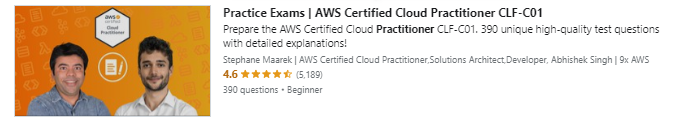 Practice Exams | AWS Certified Cloud Practitioner CLF-C01
Prepare the AWS Certified Cloud Practitioner CLF-C01. 390 unique high-quality test questions
with detailed explanations!
Stephane Maarek | AWS Certified Cloud Practitioner,Solutions Architect,Developer, Abhishek Singh | 9x AWS
4.6 (5,189)
390 questions • Beginner
aws
certified
Cloud
Practitioner